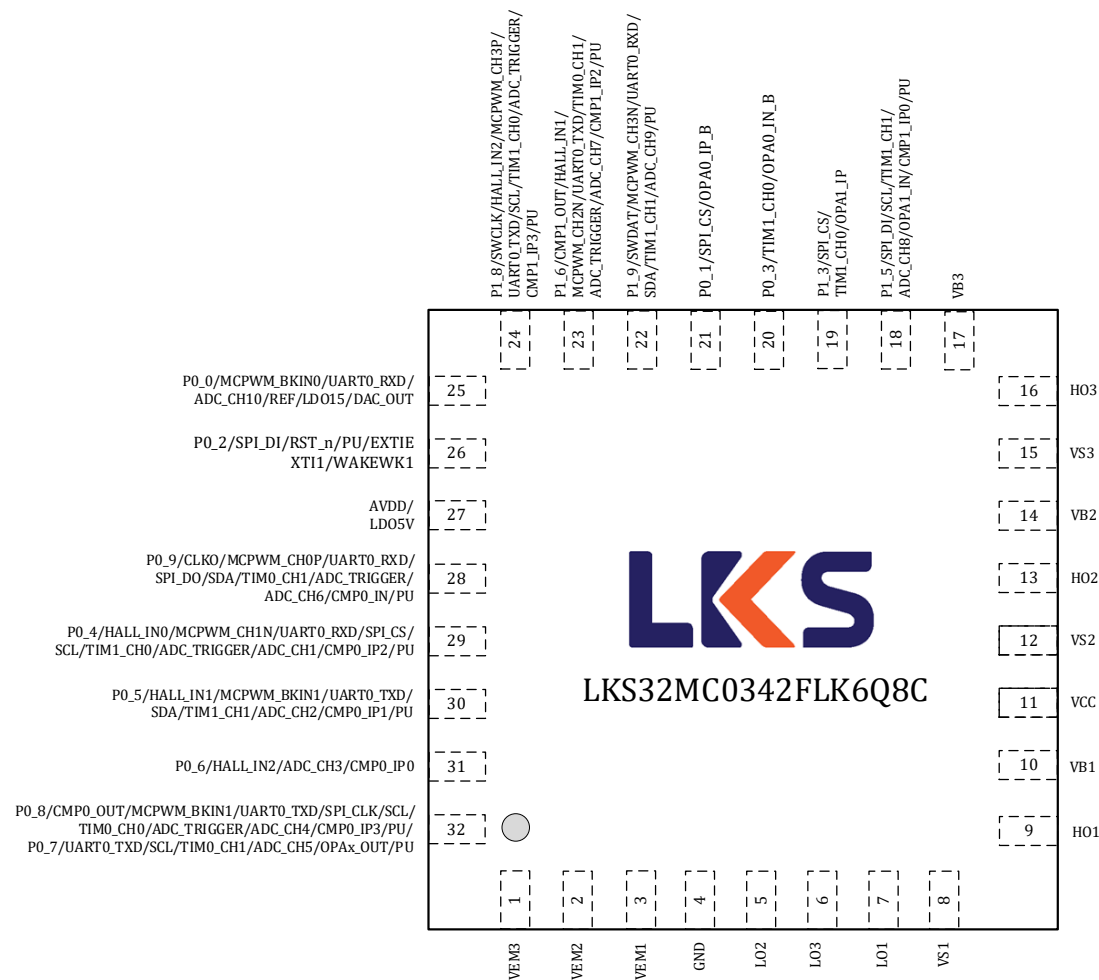 P1_8/SWCLK/HALL_IN2/MCPWM_CH3P/
UART0_TXD/SCL/TIM1_CH0/ADC_TRIGGER/
CMP1_IP3/PU
P1_6/CMP1_OUT/HALL_IN1/
MCPWM_CH2N/UART0_TXD/TIM0_CH1/
ADC_TRIGGER/ADC_CH7/CMP1_IP2/PU
P1_9/SWDAT/MCPWM_CH3N/UART0_RXD/
SDA/TIM1_CH1/ADC_CH9/PU
P0_1/SPI_CS/OPA0_IP_B
P0_3/TIM1_CH0/OPA0_IN_B
P1_3/SPI_CS/
TIM1_CH0/OPA1_IP
P1_5/SPI_DI/SCL/TIM1_CH1/
ADC_CH8/OPA1_IN/CMP1_IP0/PU
VB3
24
23
22
21
20
19
18
17
P0_0/MCPWM_BKIN0/UART0_RXD/
ADC_CH10/REF/LDO15/DAC_OUT
25
P0_2/SPI_DI/RST_n/PU/EXTIE
XTI1/WAKEWK1
26
AVDD/
LDO5V
27
P0_9/CLKO/MCPWM_CH0P/UART0_RXD/
SPI_DO/SDA/TIM0_CH1/ADC_TRIGGER/
ADC_CH6/CMP0_IN/PU
28
P0_4/HALL_IN0/MCPWM_CH1N/UART0_RXD/SPI_CS/
SCL/TIM1_CH0/ADC_TRIGGER/ADC_CH1/CMP0_IP2/PU
29
P0_5/HALL_IN1/MCPWM_BKIN1/UART0_TXD/
SDA/TIM1_CH1/ADC_CH2/CMP0_IP1/PU
30
P0_6/HALL_IN2/ADC_CH3/CMP0_IP0
31
P0_8/CMP0_OUT/MCPWM_BKIN1/UART0_TXD/SPI_CLK/SCL/
TIM0_CH0/ADC_TRIGGER/ADC_CH4/CMP0_IP3/PU/
P0_7/UART0_TXD/SCL/TIM0_CH1/ADC_CH5/OPAx_OUT/PU
32
LKS
LKS32MC0342FLK6Q8C
16 HO3
15 VS3
14 VB2
13 HO2
12 VS2
11 VCC
10 VB1
9 HO1
1
2
3
4
5
6
7
8
VEM3
VEM2
VEM1
GND
LO2
LO3
LO1
VS1